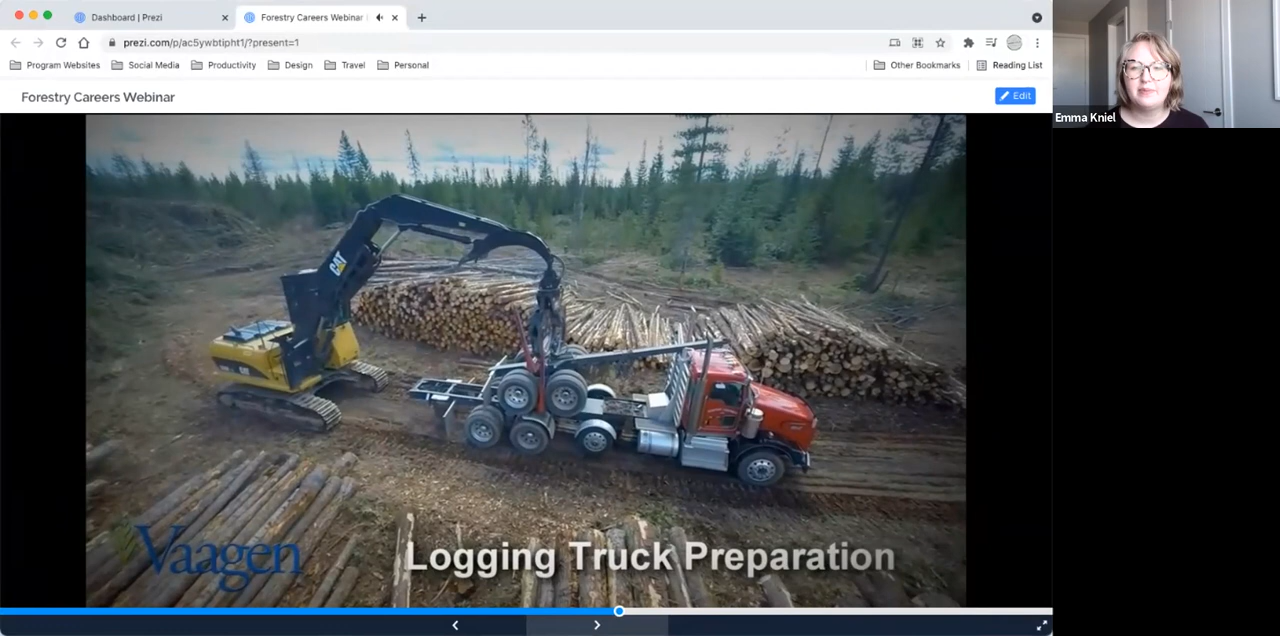 Dashboard | Prezi
Forestry Careers Webinar
prezi.com/p/ac5ywbtipht1/?present=1
Program Websites
Social Media
Productivity
Design
Travel
Personal
Other Bookmarks
Reading List
Forestry Careers Webinar
Edit
Emma Kniel
CAT
Vaagen
Logging Truck Preparation